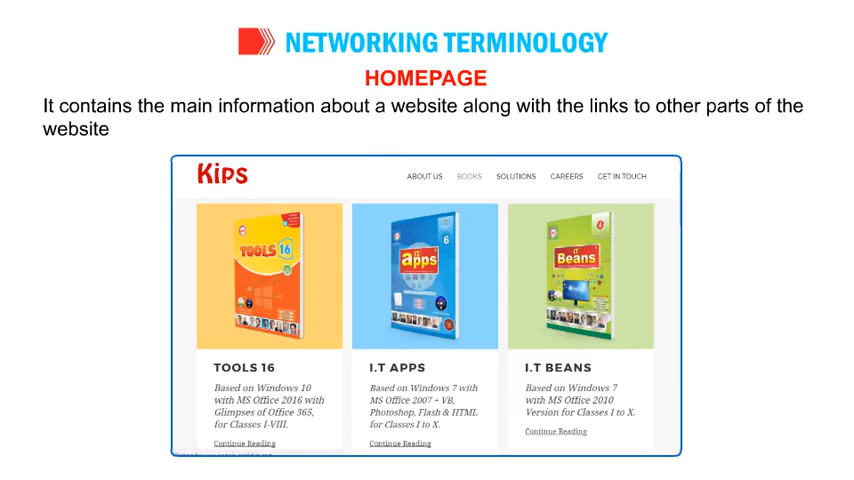 NETWORKING TERMINOLOGY
HOMEPAGE
It contains the main information about a website along with the links to other parts of the
website
Kips
ABOUT US BOOKS SOLUTIONS CAREERS GET IN TOUCH
TOOLS 16
I.T apps 6
I.T Beans 4
TOOLS 16
Based on Windows 10
with MS Office 2016 with
Glimpses of Office 365,
for Classes I-VIII.
Continue Reading
I.T APPS
Based on Windows 7 with
MS Office 2007 + VB,
Photoshop, Flash & HTML
for Classes I to X.
Continue Reading
I.T BEANS
Based on Windows 7
with MS Office 2010
Version for Classes I to X.
Continue Reading